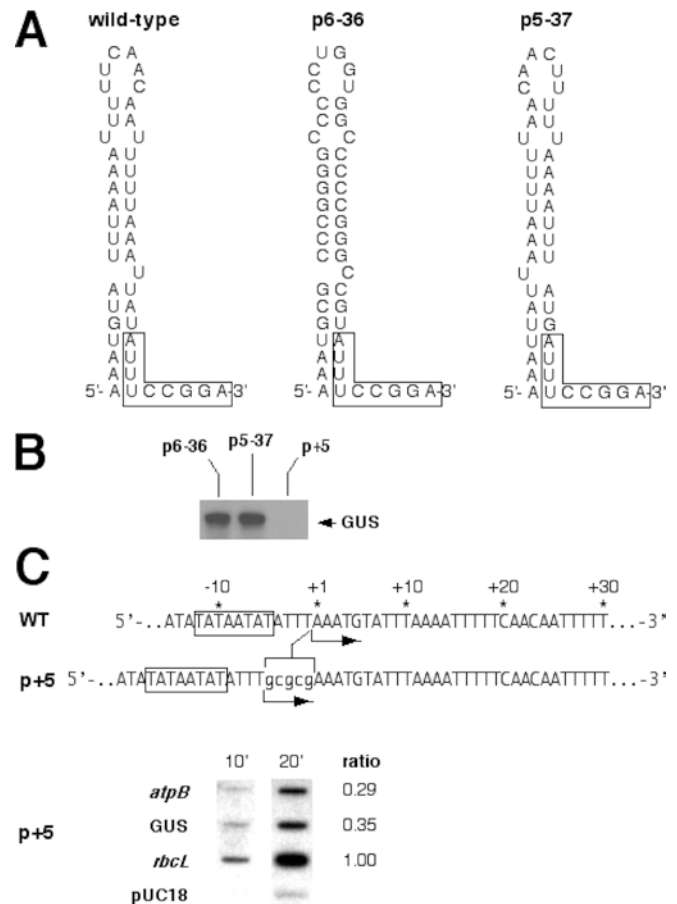 A
wild-type p6-36 p5-37
C A U G A C
U A C G A U
U C C U C U
U A C G A U
U A C G A U
U U C C U U
A U G C U A
A U G C U A
A U G C U A
A U G C U A
U A C G A U
U A C G A U
U A C G A U
U C U
A U G C U A
U A C G A U
G U G U U G
U A U A U A
A U A U A U
A U A U A U
5'- A U U C C G G A-3' 5'- A U U C C G G A-3' 5'- A U U C C G G A-3'
B
p6-36 p5-37 p+5
GUS
C
-10 +1 +10 +20 +30
* * * * *
WT 5'-..ATATATAATATATTTAAATGTATTTAAAATTTTTCAACAATTTTT...-3'
p+5 5'-..ATATATAATATATTTgcgcgAAATGTATTTAAAATTTTTCAACAATTTTT...-3'
10' 20' ratio
atpB 0.29
p+5 GUS 0.35
rbcL 1.00
pUC18